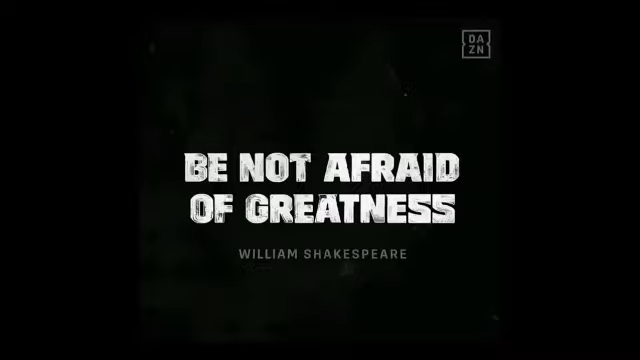 DA
ZN
BE NOT AFRAID
OF GREATNESS
WILLIAM SHAKESPEARE